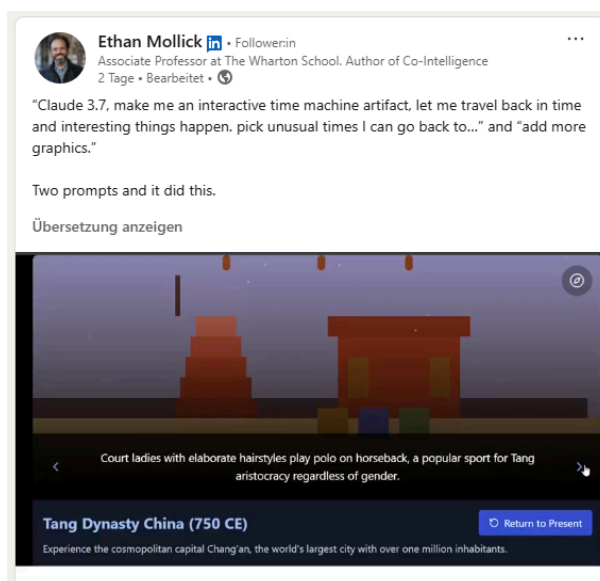 Ethan Mollick in • Follower:in
Associate Professor at The Wharton School. Author of Co-Intelligence
2 Tage • Bearbeitet •
“Claude 3.7, make me an interactive time machine artifact, let me travel back in time
and interesting things happen. pick unusual times I can go back to...” and “add more
graphics.”
Two prompts and it did this.
Übersetzung anzeigen
Court ladies with elaborate hairstyles play polo on horseback, a popular sport for Tang
aristocracy regardless of gender.
Tang Dynasty China (750 CE)
Return to Present
Experience the cosmopolitan capital Chang'an, the world's largest city with over one million inhabitants.